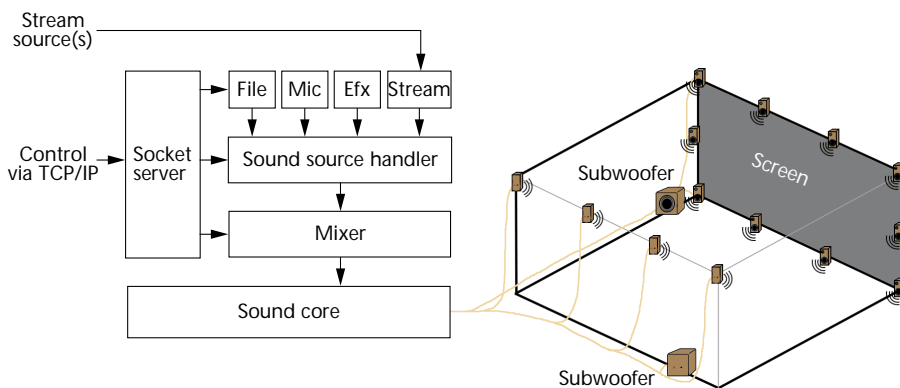 Stream
source(s)
File
Mic
Efx
Stream
Control
via TCP/IP
Socket
server
Sound source handler
Mixer
Sound core
Subwoofer
Screen
Subwoofer